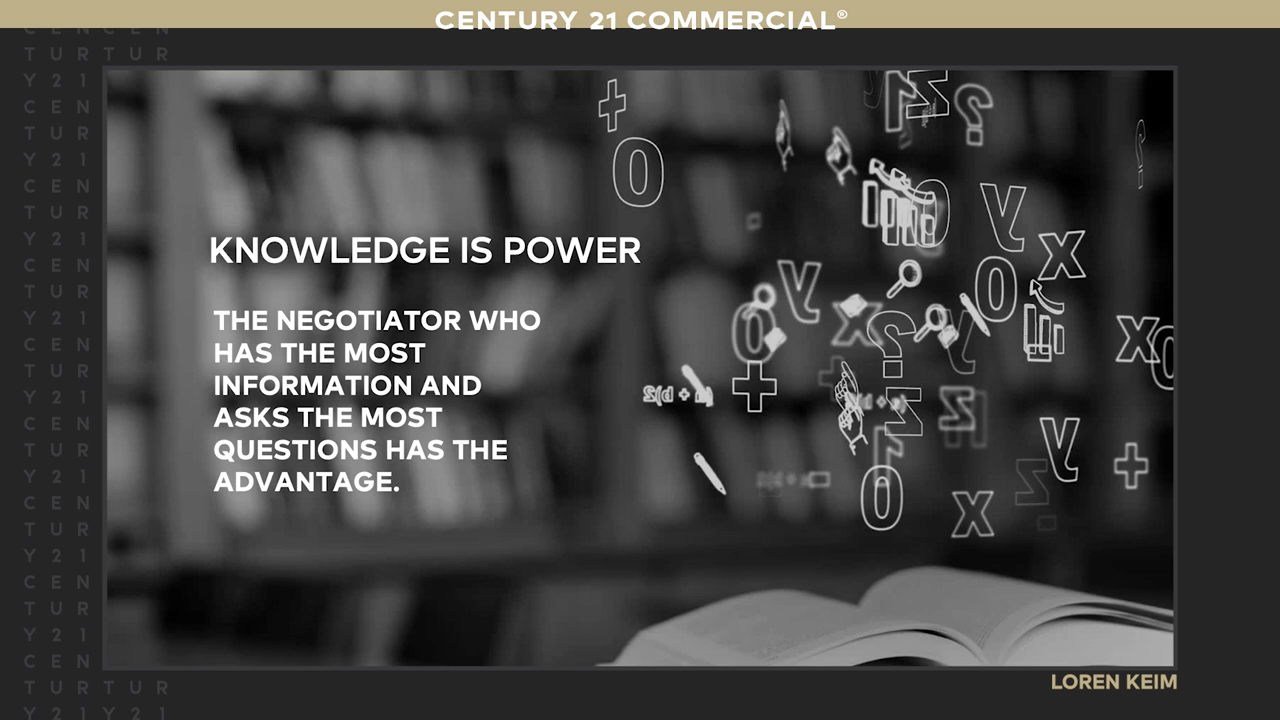 CENTURY 21 COMMERCIAL®
KNOWLEDGE IS POWER
THE NEGOTIATOR WHO
HAS THE MOST
INFORMATION AND
ASKS THE MOST
QUESTIONS HAS THE
ADVANTAGE.
LOREN KEIM